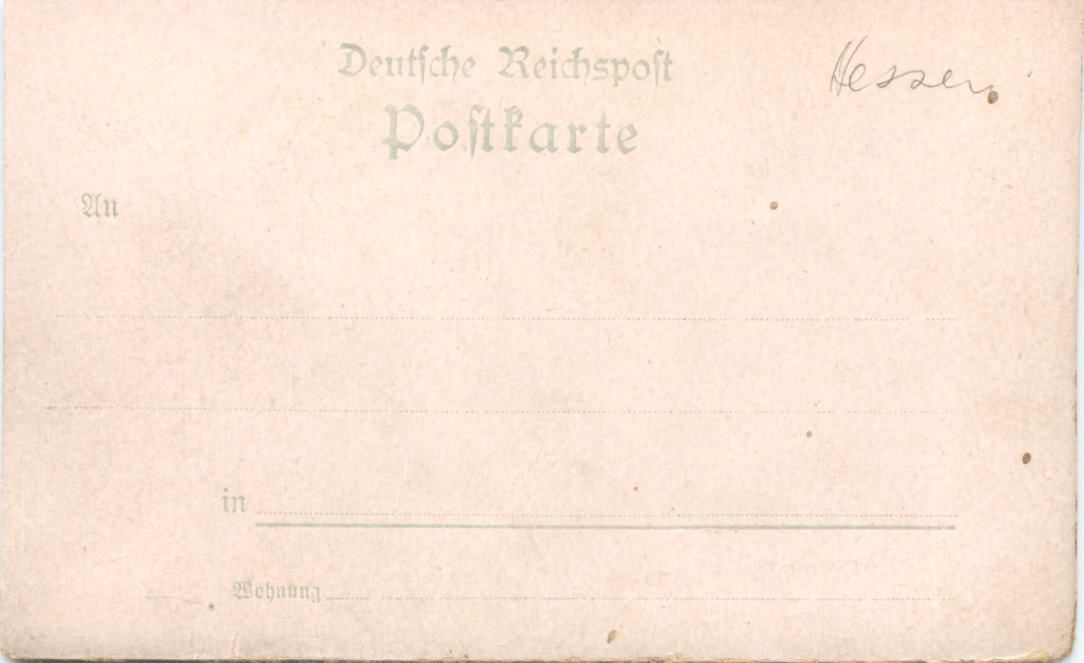 Deutsche Reichspost
Hessen
Postkarte
An
in
Wohnung